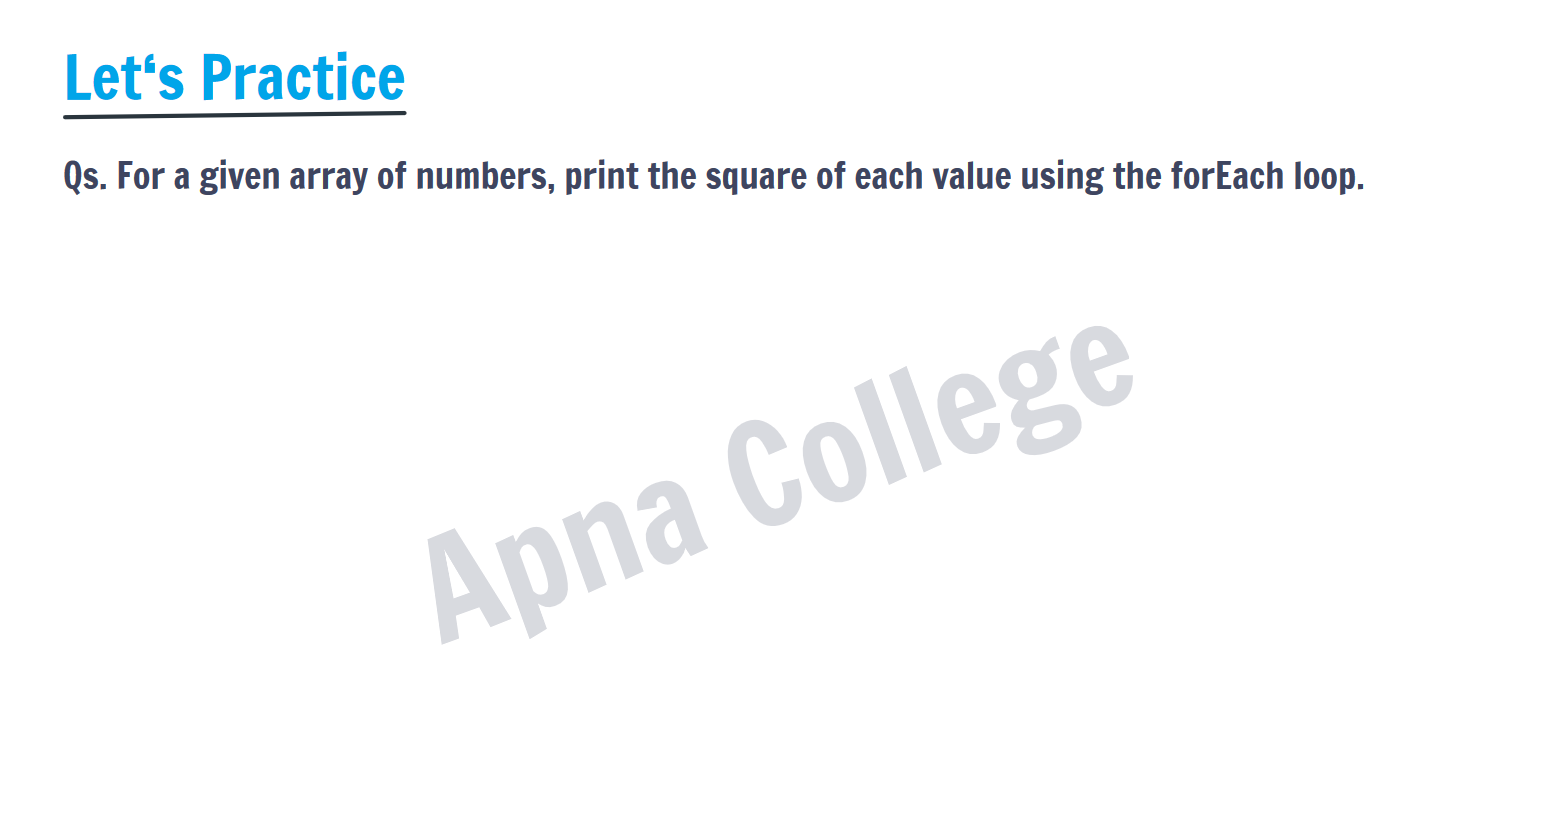 Let‘s Practice
Qs. For a given array of numbers, print the square of each value using the forEach loop.
Apna College